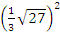 (1/3 √27)²